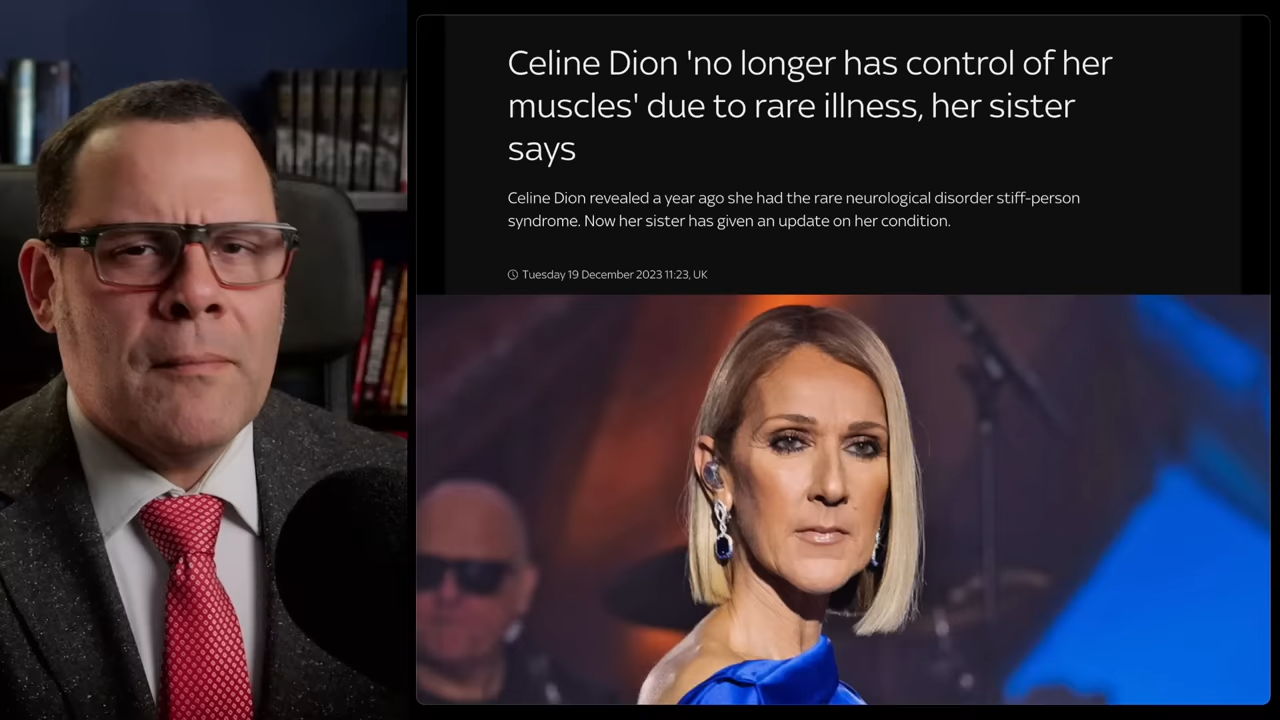 Celine Dion 'no longer has control of her
muscles' due to rare illness, her sister
says
Celine Dion revealed a year ago she had the rare neurological disorder stiff-person
syndrome. Now her sister has given an update on her condition.
Tuesday 19 December 2023 11:23, UK